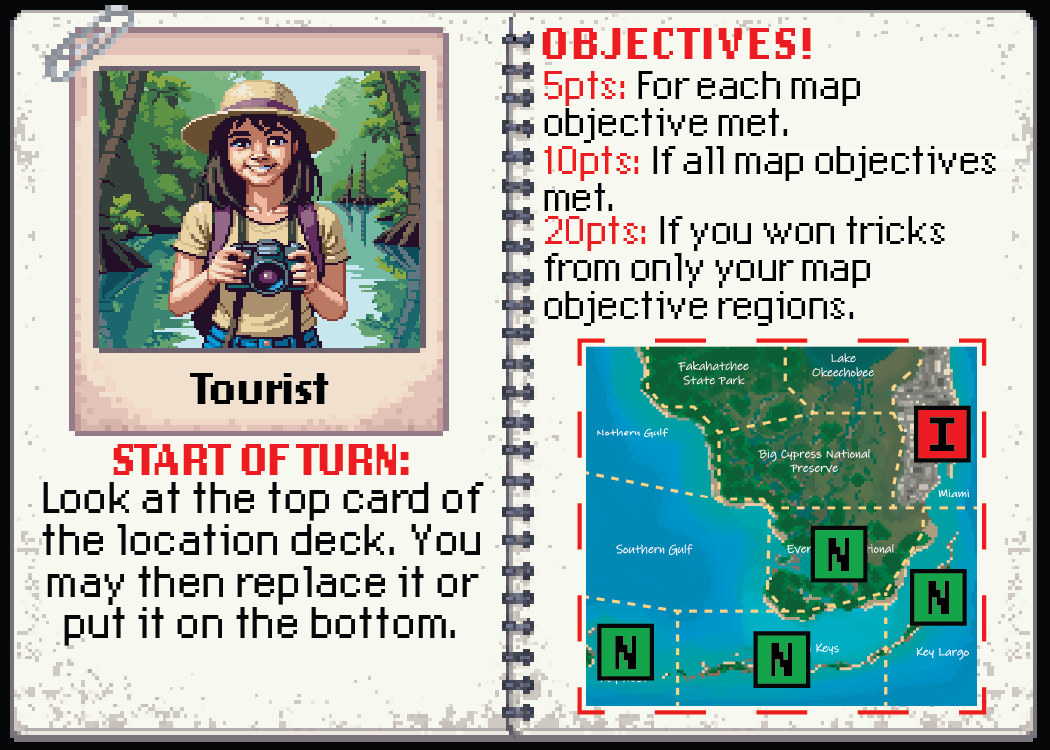 Tourist
START OF TURN:
Look at the top card of
the location deck. You
may then replace it or
put it on the bottom.
OBJECTIVES!
5pts: For each map
objective met.
10pts: If all map objectives
met.
20pts: If you won tricks
from only your map
objective regions.
Fakahatchee
State Park
Lake
Okeechobee
Nothern Gulf
I
Big Cypress National
Preserve
Miami
Southern Gulf
N
N
N
N
Keys
Key Largo